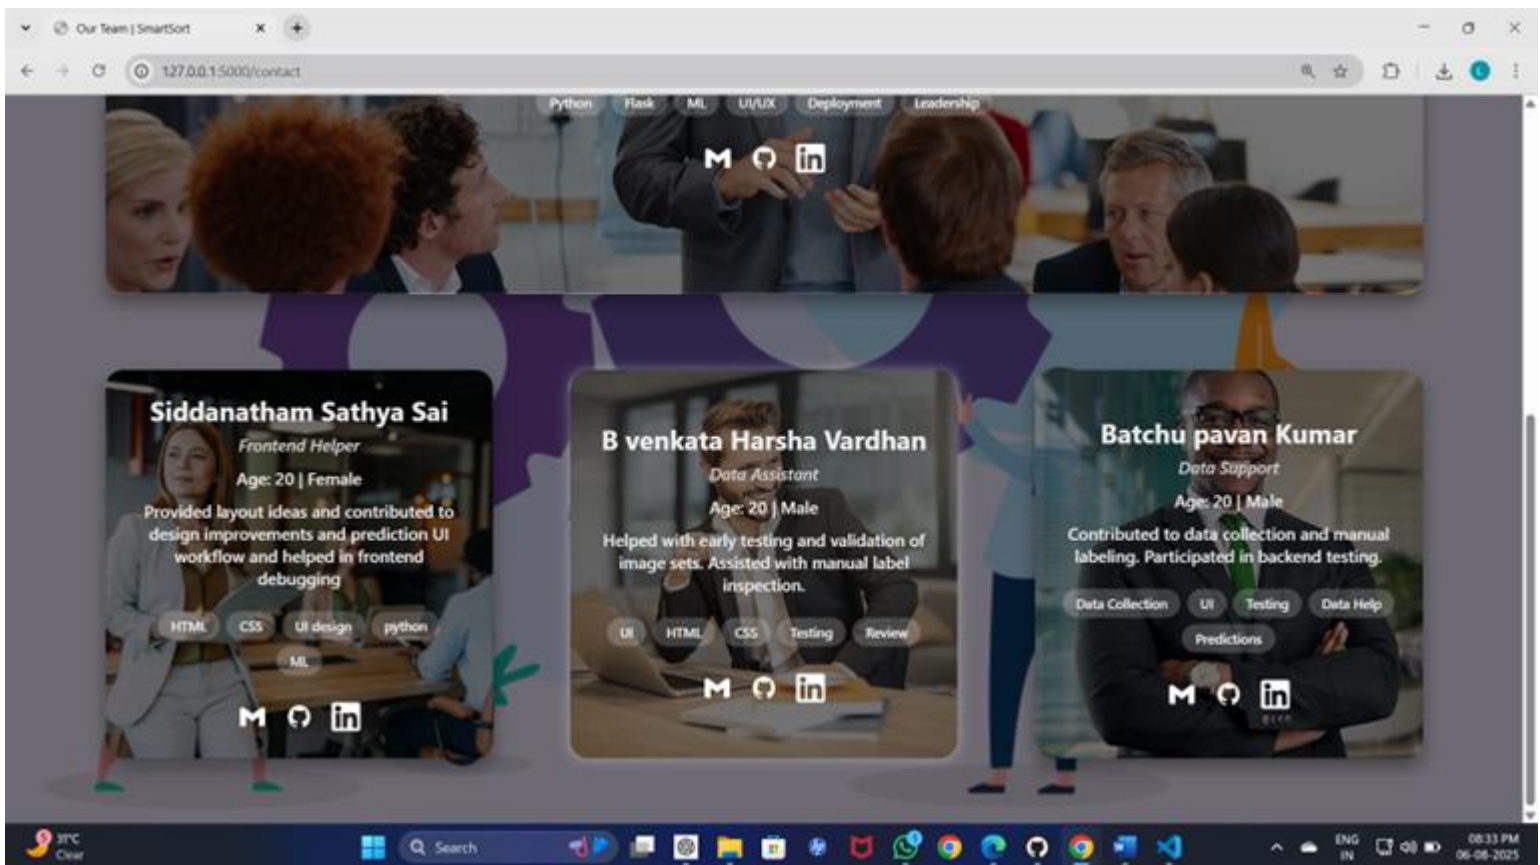 Our Team | SmartSort
127.0.0.1:5000/contact
Python Flask ML UI/UX Deployment Leadership
in
Siddanatham Sathya Sai
Frontend Helper
Age: 20 | Female
Provided layout ideas and contributed to
design improvements and prediction UI
workflow and helped in frontend
debugging
HTML CSS UI design python
ML
in
B venkata Harsha Vardhan
Data Assistant
Age: 20 | Male
Helped with early testing and validation of
image sets. Assisted with manual label
inspection.
UI HTML CSS Testing Review
in
Batchu pavan Kumar
Data Support
Age: 20 | Male
Contributed to data collection and manual
labeling. Participated in backend testing.
Data Collection UI Testing Data Help
Predictions
in
31°C
Clear
Search
ENG
IN
08:33 PM
06-08-2025